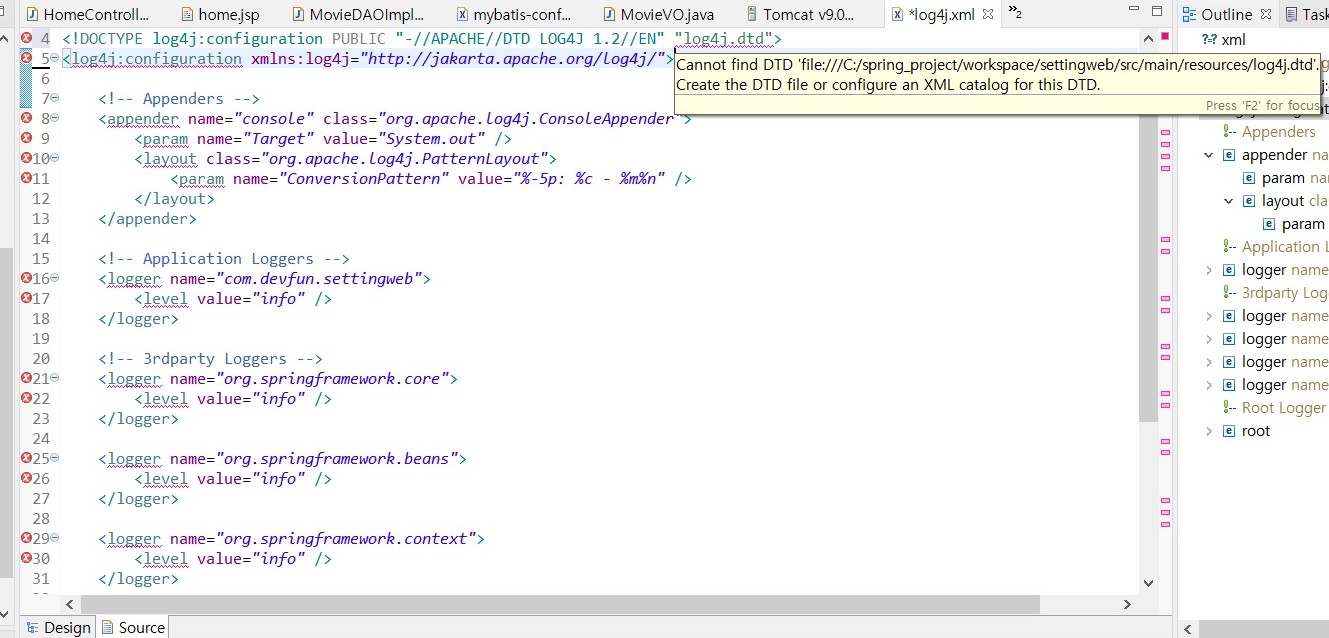 HomeControll...
home.jsp
MovieDAOImpl...
mybatis-conf...
MovieVO.java
Tomcat v9.0...
*log4j.xml
»2
Outline
Task
4 <!DOCTYPE log4j:configuration PUBLIC "-//APACHE//DTD LOG4J 1.2//EN" "log4j.dtd">
5 <log4j:configuration xmlns:log4j="http://jakarta.apache.org/log4j/">
Cannot find DTD 'file:///C:/spring_project/workspace/settingweb/src/main/resources/log4j.dtd'.
Create the DTD file or configure an XML catalog for this DTD.
Press 'F2' for focus
6
7 <!-- Appenders -->
8 <appender name="console" class="org.apache.log4j.ConsoleAppender">
9 <param name="Target" value="System.out" />
10 <layout class="org.apache.log4j.PatternLayout">
11 <param name="ConversionPattern" value="%-5p: %c - %m%n" />
12 </layout>
13 </appender>
14
15 <!-- Application Loggers -->
16 <logger name="com.devfun.settingweb">
17 <level value="info" />
18 </logger>
19
20 <!-- 3rdparty Loggers -->
21 <logger name="org.springframework.core">
22 <level value="info" />
23 </logger>
24
25 <logger name="org.springframework.beans">
26 <level value="info" />
27 </logger>
28
29 <logger name="org.springframework.context">
30 <level value="info" />
31 </logger>
Design
Source
?-? xml
Appenders
appender na
param na
layout cla
param
Application L
logger name
3rdparty Log
logger name
logger name
logger name
logger name
Root Logger
root